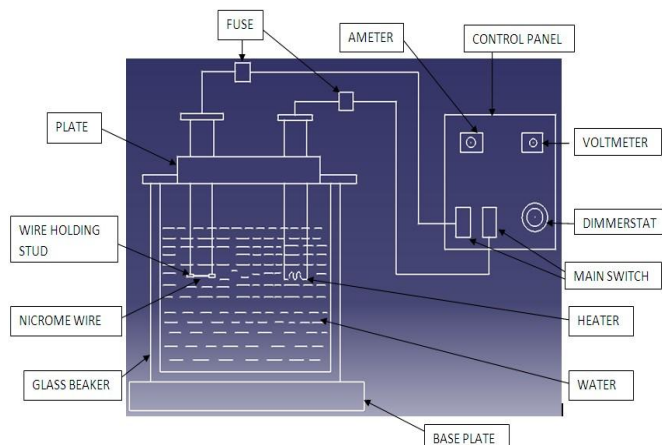 FUSE
AMETER
CONTROL PANEL
PLATE
VOLTMETER
WIRE HOLDING
STUD
DIMMERSTAT
MAIN SWITCH
NICROME WIRE
HEATER
GLASS BEAKER
WATER
BASE PLATE